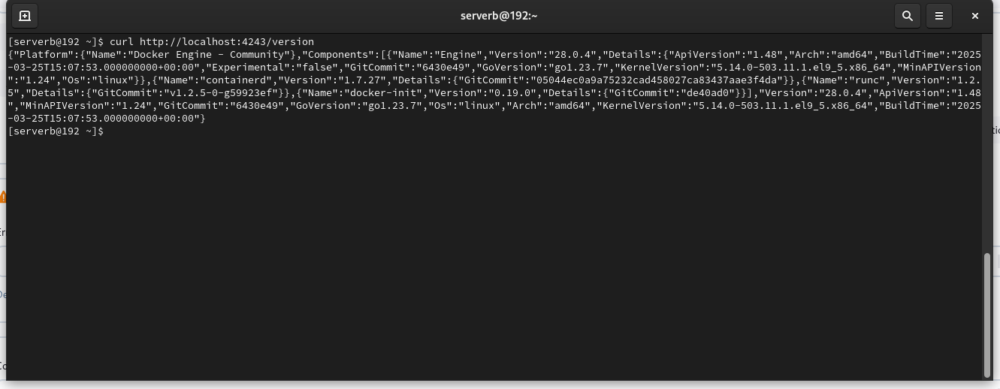 serverb@192:~
[serverb@192 ~]$ curl http://localhost:4243/version
{"Platform":{"Name":"Docker Engine - Community"},"Components":[{"Name":"Engine","Version":"28.0.4","Details":{"ApiVersion":"1.48","Arch":"amd64","BuildTime":"2025
-03-25T15:07:53.000000000+00:00","Experimental":"false","GitCommit":"6430e49","GoVersion":"go1.23.7","KernelVersion":"5.14.0-503.11.1.el9_5.x86_64","MinAPIVersion
":"1.24","Os":"linux"}},{"Name":"containerd","Version":"1.7.27","Details":{"GitCommit":"05044ec0a9a75232cad458027ca83437aae3f4da"}},{"Name":"runc","Version":"1.2.
5","Details":{"GitCommit":"v1.2.5-0-g59923ef"}},{"Name":"docker-init","Version":"0.19.0","Details":{"GitCommit":"de40ad0"}}],"Version":"28.0.4","ApiVersion":"1.48
","MinAPIVersion":"1.24","GitCommit":"6430e49","GoVersion":"go1.23.7","Os":"linux","Arch":"amd64","KernelVersion":"5.14.0-503.11.1.el9_5.x86_64","BuildTime":"2025
-03-25T15:07:53.000000000+00:00"}
[serverb@192 ~]$